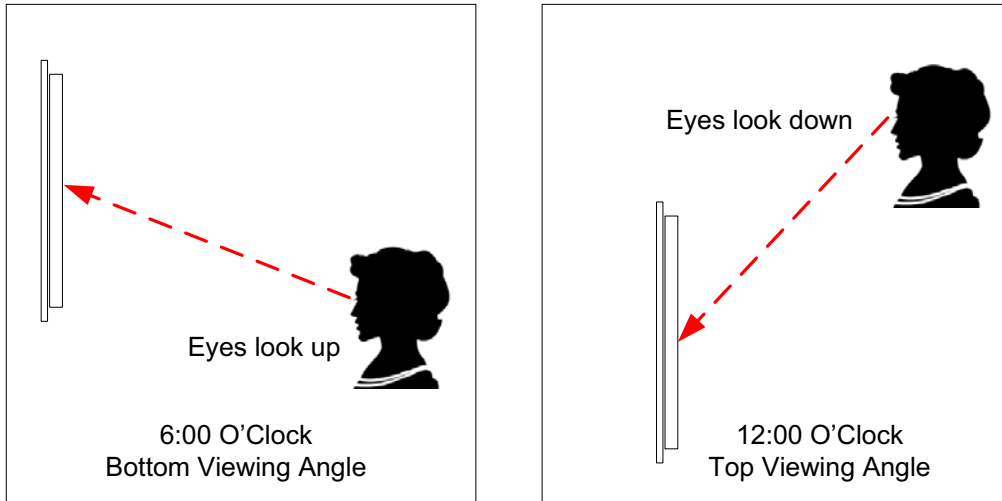 Eyes look up
6:00 O’Clock
Bottom Viewing Angle
Eyes look down
12:00 O’Clock
Top Viewing Angle